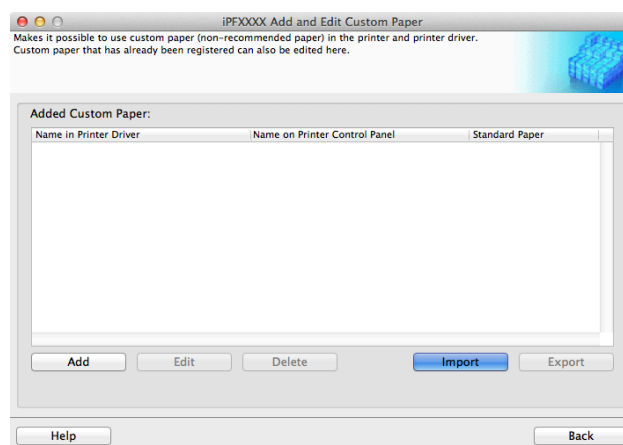 iPFXXXX Add and Edit Custom Paper
Makes it possible to use custom paper (non-recommended paper) in the printer and printer driver.
Custom paper that has already been registered can also be edited here.
Added Custom Paper:
Name in Printer Driver Name on Printer Control Panel Standard Paper
Add Edit Delete Import Export
Help Back